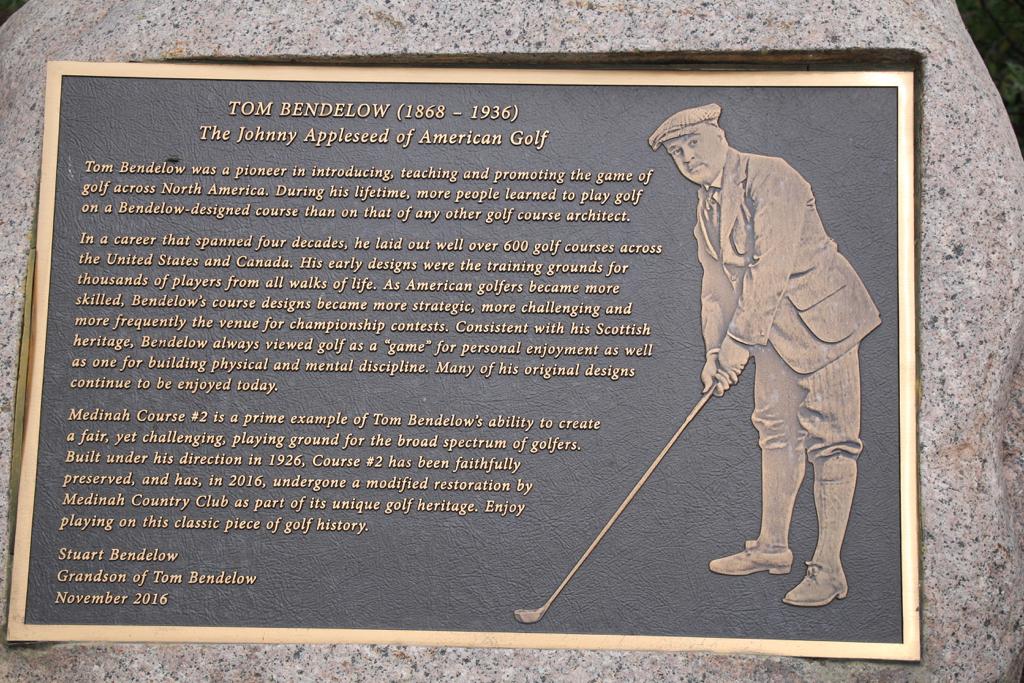 TOM BENDELOW (1868 – 1936)
The Johnny Appleseed of American Golf
Tom Bendelow was a pioneer in introducing, teaching and promoting the game of
golf across North America. During his lifetime, more people learned to play golf
on a Bendelow-designed course than on that of any other golf course architect.
In a career that spanned four decades, he laid out well over 600 golf courses across
the United States and Canada. His early designs were the training grounds for
thousands of players from all walks of life. As American golfers became more
skilled, Bendelow's course designs became more strategic, more challenging and
more frequently the venue for championship contests. Consistent with his Scottish
heritage, Bendelow always viewed golf as a "game" for personal enjoyment as well
as one for building physical and mental discipline. Many of his original designs
continue to be enjoyed today.
Medinah Course #2 is a prime example of Tom Bendelow's ability to create
a fair, yet challenging, playing ground for the broad spectrum of golfers.
Built under his direction in 1926, Course #2 has been faithfully
preserved, and has, in 2016, undergone a modified restoration by
Medinah Country Club as part of its unique golf heritage. Enjoy
playing on this classic piece of golf history.
Stuart Bendelow
Grandson of Tom Bendelow
November 2016